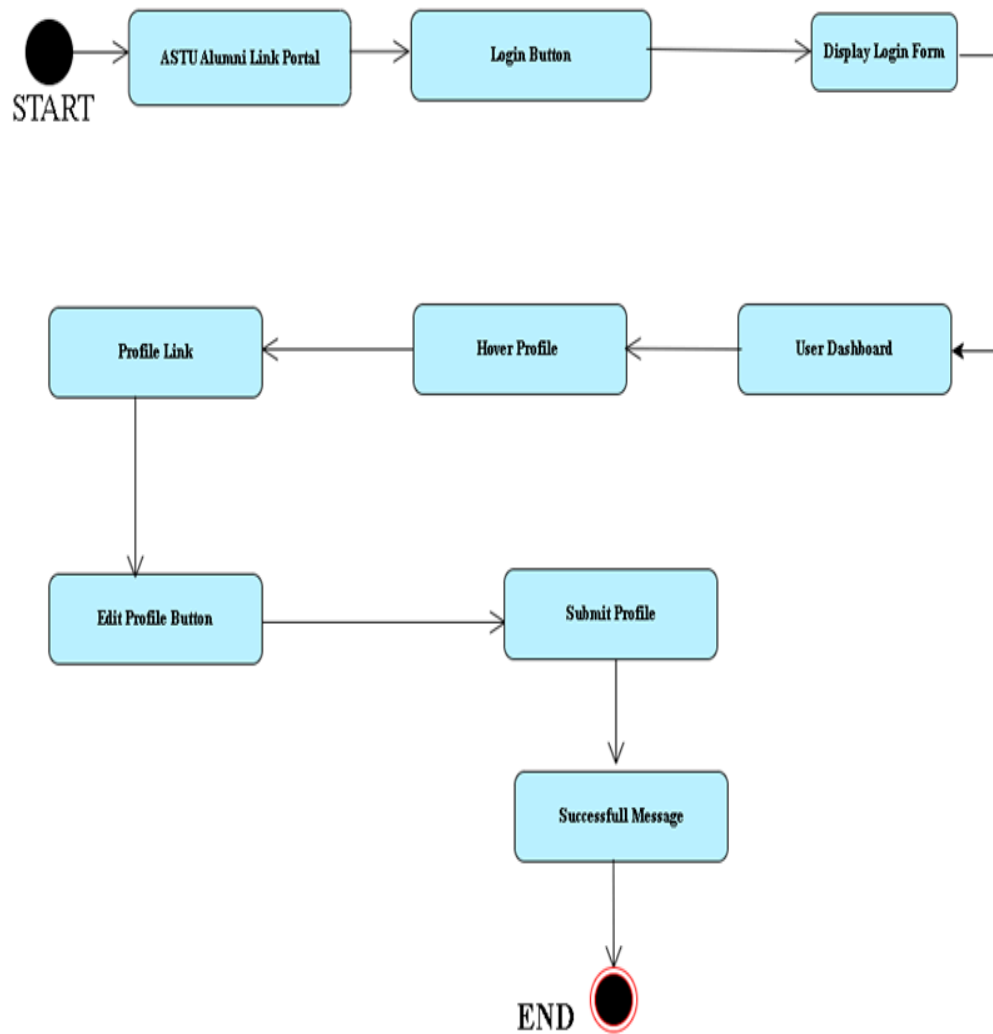 START
ASTU Alumni Link Portal
Login Button
Display Login Form
Profile Link
Hover Profile
User Dashboard
Edit Profile Button
Submit Profile
Successfull Message
END